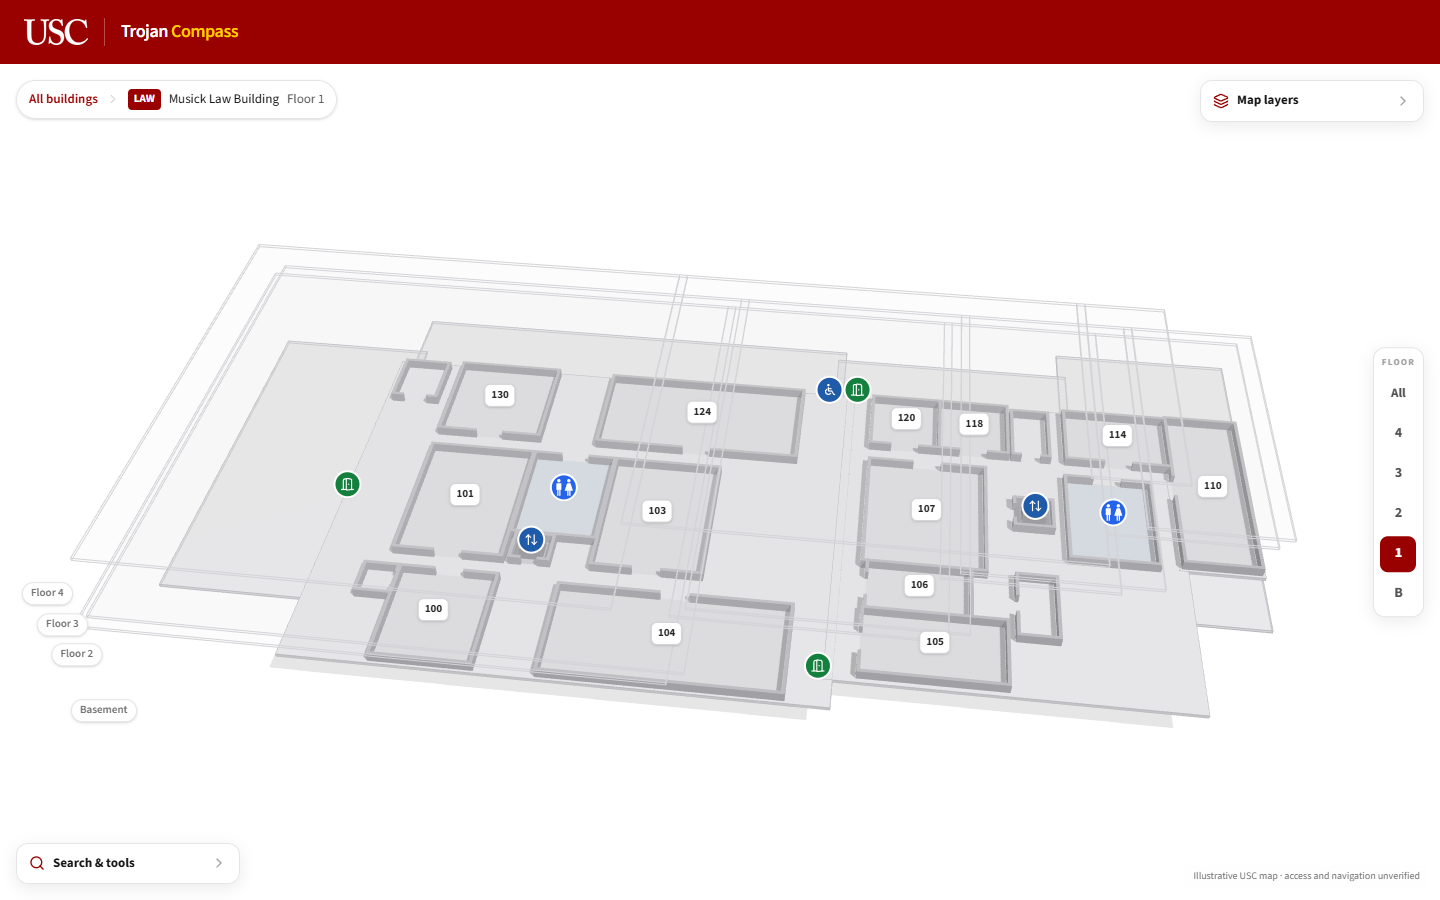 USC
Trojan Compass
All buildings
LAW
Musick Law Building
Floor 1
Map layers
130
124
120
118
114
110
101
103
107
106
100
104
105
Floor 4
Floor 3
Floor 2
Basement
FLOOR
All
4
3
2
1
B
Search & tools
Illustrative USC map · access and navigation unverified